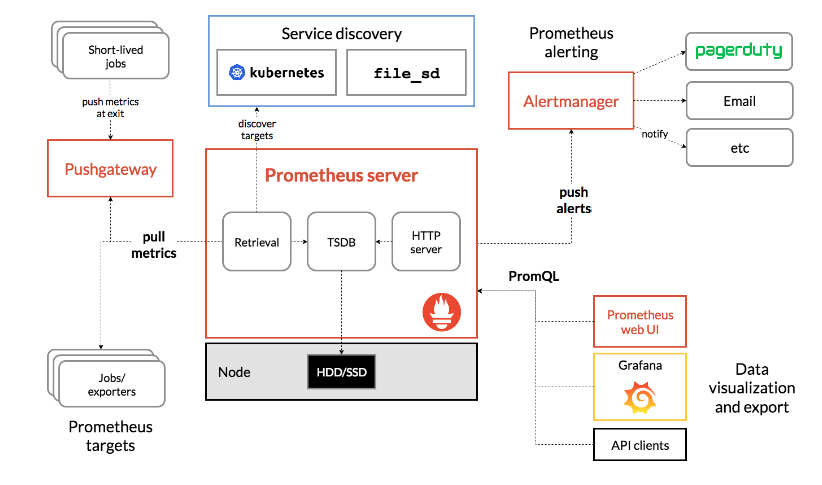 Short-lived
jobs
push metrics
at exit
Pushgateway
pull
metrics
Jobs/
exporters
Prometheus
targets
Service discovery
kubernetes
file_sd
discover
targets
Prometheus server
Retrieval
TSDB
HTTP
server
Node
HDD/SSD
Prometheus
alerting
Alertmanager
pagerduty
Email
etc
notify
push
alerts
PromQL
Prometheus
web UI
Grafana
API clients
Data
visualization
and export